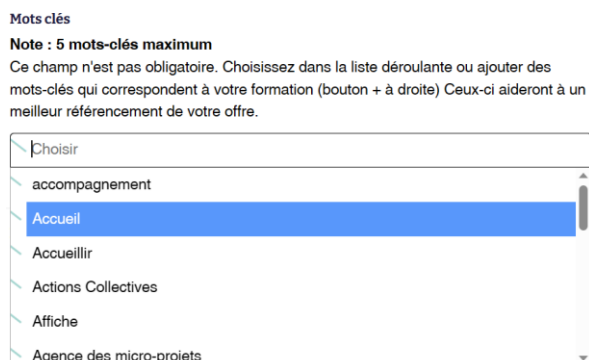 Mots clés
Note : 5 mots-clés maximum
Ce champ n'est pas obligatoire. Choisissez dans la liste déroulante ou ajouter des
mots-clés qui correspondent à votre formation (bouton + à droite) Ceux-ci aideront à un
meilleur référencement de votre offre.
Choisir
accompagnement
Accueil
Accueillir
Actions Collectives
Affiche
Agence des micro-projets